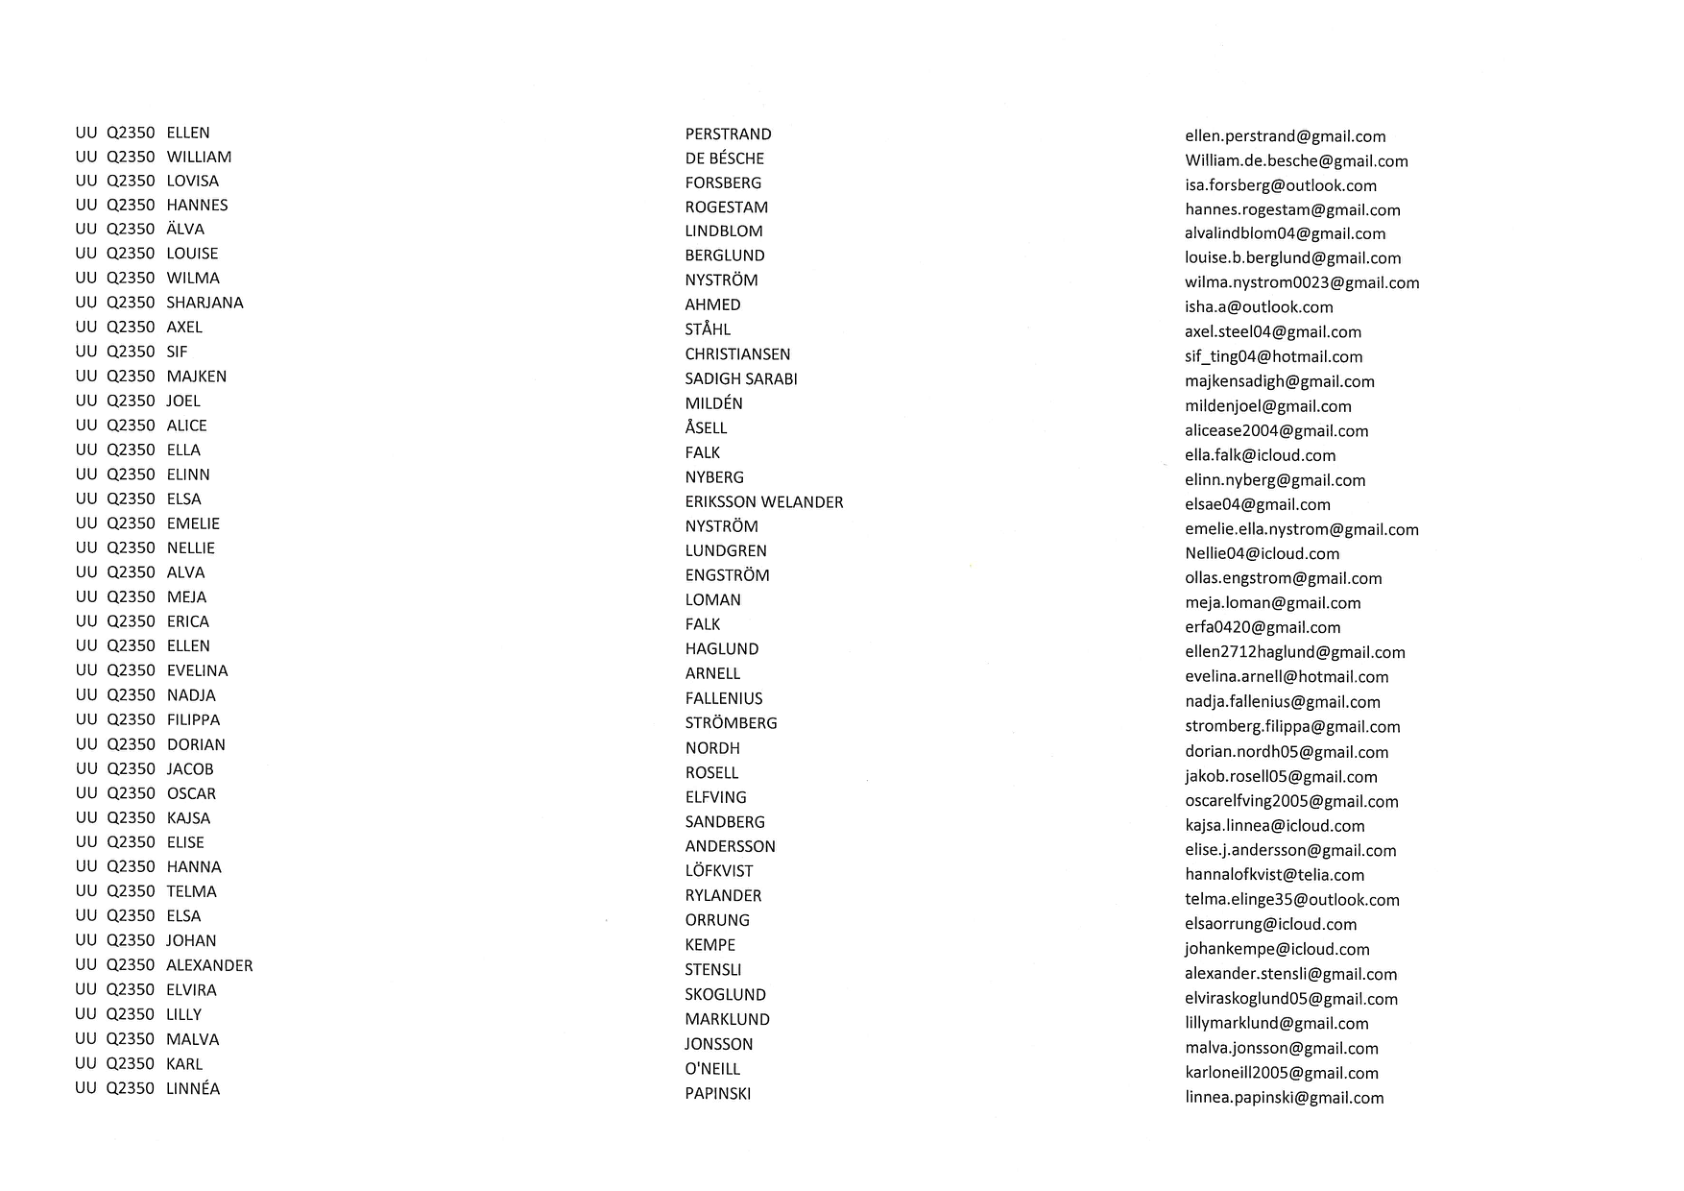 UU Q2350 ELLEN PERSTRAND ellen.perstrand@gmail.com
UU Q2350 WILLIAM DE BÉSCHE William.de.besche@gmail.com
UU Q2350 LOVISA FORSBERG isa.forsberg@outlook.com
UU Q2350 HANNES ROGESTAM hannes.rogestam@gmail.com
UU Q2350 ÄLVA LINDBLOM alvalindblom04@gmail.com
UU Q2350 LOUISE BERGLUND louise.b.berglund@gmail.com
UU Q2350 WILMA NYSTRÖM wilma.nystrom0023@gmail.com
UU Q2350 SHARJANA AHMED isha.a@outlook.com
UU Q2350 AXEL STÅHL axel.steel04@gmail.com
UU Q2350 SIF CHRISTIANSEN sif_ting04@hotmail.com
UU Q2350 MAJKEN SADIGH SARABI majkensadigh@gmail.com
UU Q2350 JOEL MILDÉN mildenjoel@gmail.com
UU Q2350 ALICE ÅSELL alicease2004@gmail.com
UU Q2350 ELLA FALK ella.falk@icloud.com
UU Q2350 ELINN NYBERG elinn.nyberg@gmail.com
UU Q2350 ELSA ERIKSSON WELANDER elsae04@gmail.com
UU Q2350 EMELIE NYSTRÖM emelie.ella.nystrom@gmail.com
UU Q2350 NELLIE LUNDGREN Nellie04@icloud.com
UU Q2350 ALVA ENGSTRÖM ollas.engstrom@gmail.com
UU Q2350 MEJA LOMAN meja.loman@gmail.com
UU Q2350 ERICA FALK erfa0420@gmail.com
UU Q2350 ELLEN HAGLUND ellen2712haglund@gmail.com
UU Q2350 EVELINA ARNELL evelina.arnell@hotmail.com
UU Q2350 NADJA FALLENIUS nadja.fallenius@gmail.com
UU Q2350 FILIPPA STRÖMBERG stromberg.filippa@gmail.com
UU Q2350 DORIAN NORDH dorian.nordh05@gmail.com
UU Q2350 JACOB ROSELL jakob.rosell05@gmail.com
UU Q2350 OSCAR ELFVING oscarelfving2005@gmail.com
UU Q2350 KAJSA SANDBERG kajsa.linnea@icloud.com
UU Q2350 ELISE ANDERSSON elise.j.andersson@gmail.com
UU Q2350 HANNA LÖFKVIST hannalofkvist@telia.com
UU Q2350 TELMA RYLANDER telma.elinge35@outlook.com
UU Q2350 ELSA ORRUNG elsaorrung@icloud.com
UU Q2350 JOHAN KEMPE johankempe@icloud.com
UU Q2350 ALEXANDER STENSLI alexander.stensli@gmail.com
UU Q2350 ELVIRA SKOGLUND elviraskoglund05@gmail.com
UU Q2350 LILLY MARKLUND lillymarklund@gmail.com
UU Q2350 MALVA JONSSON malva.jonsson@gmail.com
UU Q2350 KARL O'NEILL karloneill2005@gmail.com
UU Q2350 LINNÉA PAPINSKI linnea.papinski@gmail.com